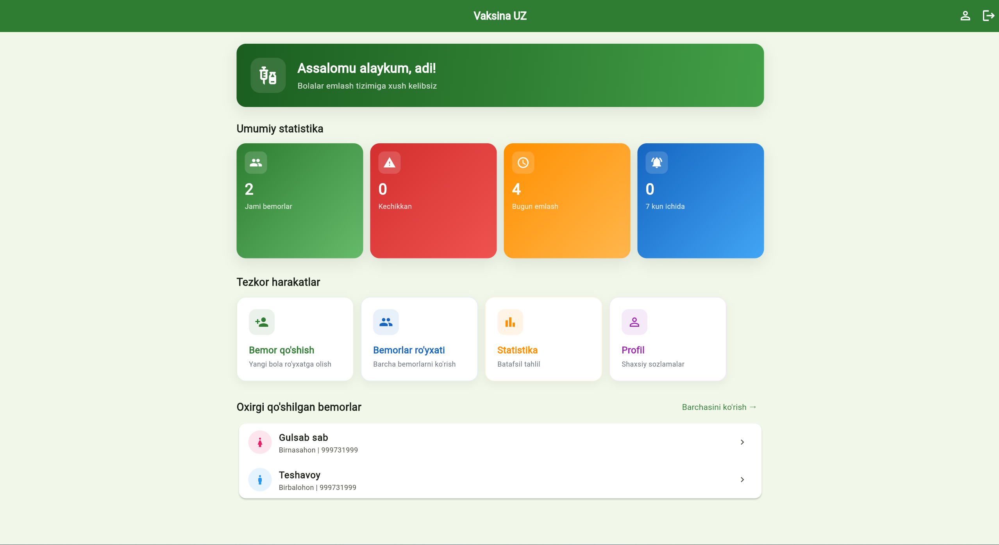 Vaksina UZ
Assalomu alaykum, adi!
Bolalar emlash tizimiga xush kelibsiz
Umumiy statistika
2
Jami bemorlar
0
Kechikkan
4
Bugun emlash
0
7 kun ichida
Tezkor harakatlar
Bemor qo'shish
Yangi bola ro'yxatga olish
Bemorlar ro'yxati
Barcha bemorlarni ko'rish
Statistika
Batafsil tahlil
Profil
Shaxsiy sozlamalar
Oxirgi qo'shilgan bemorlar
Barchasini ko'rish →
Gulsab sab
Birnasahon | 999731999
Teshavoy
Birbalohon | 999731999